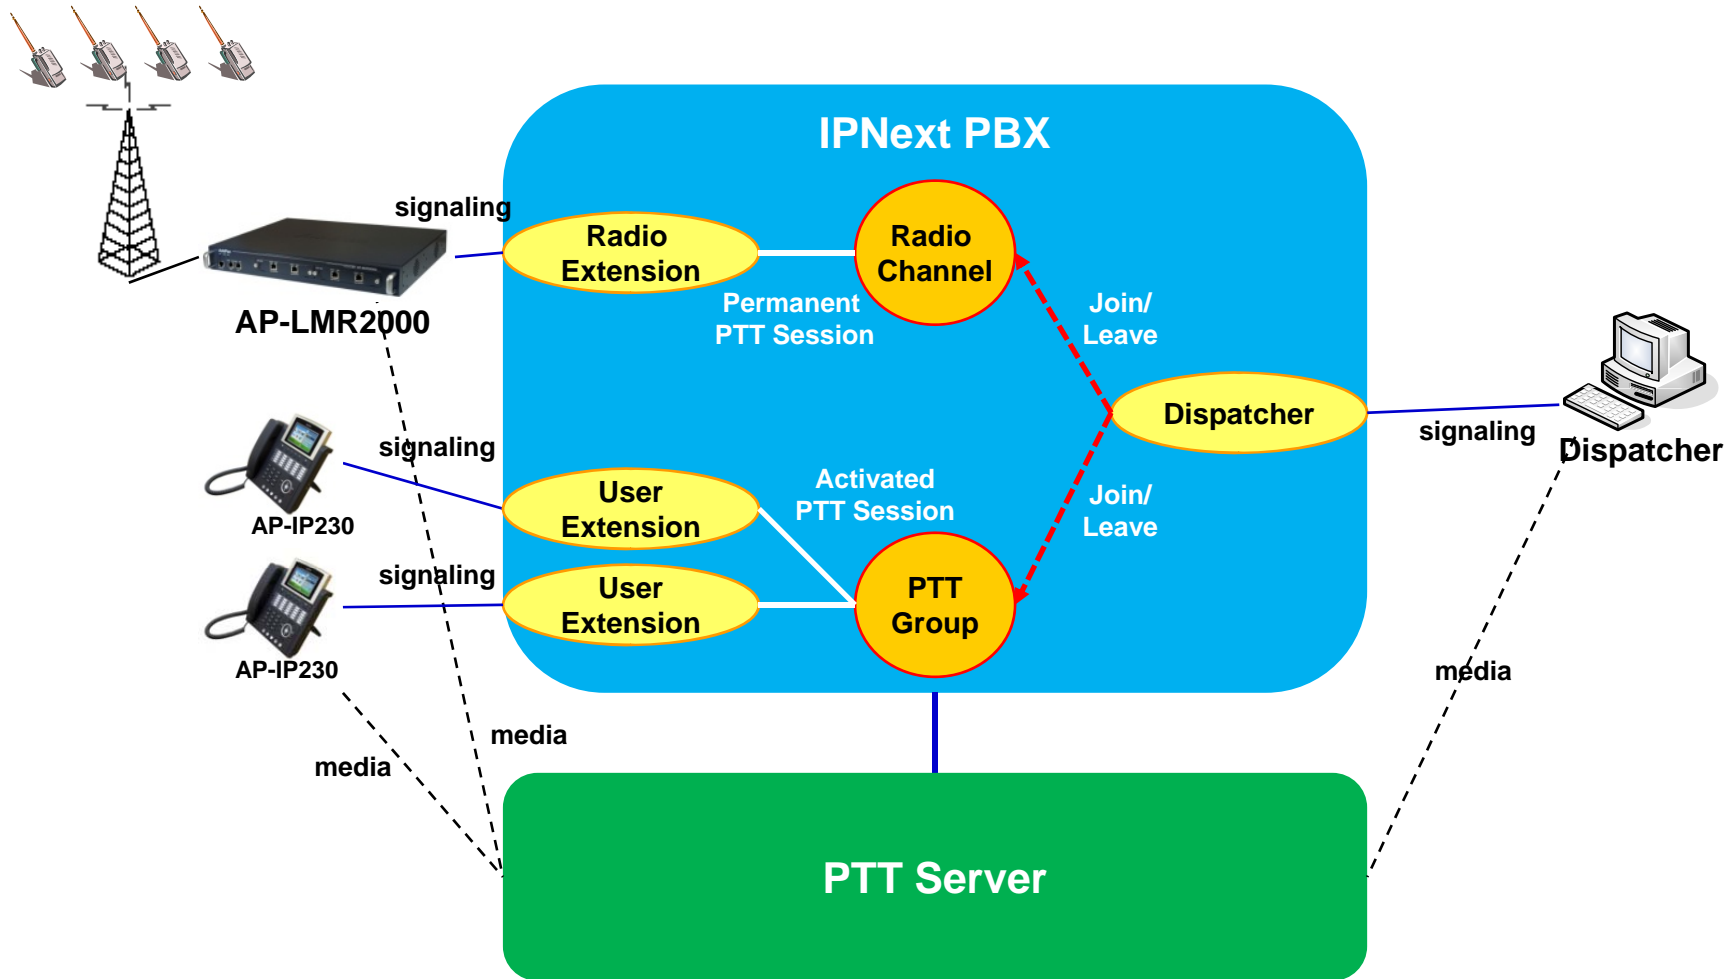 IPNext PBX
signaling
Radio
Extension
Radio
Channel
AP-LMR2000
Permanent
PTT Session
Join/
Leave
Dispatcher
signaling
Dispatcher
signaling
AP-IP230
User
Extension
Activated
PTT Session
Join/
Leave
signaling
AP-IP230
User
Extension
PTT
Group
media
media
media
PTT Server